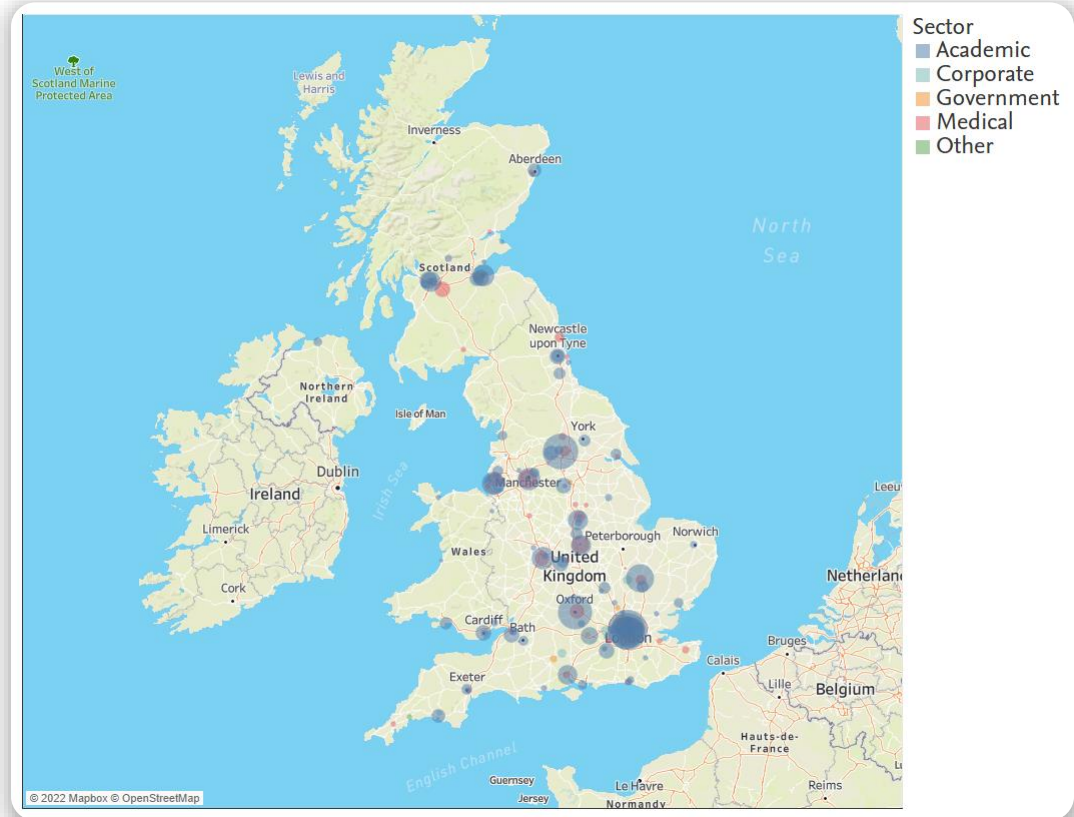 West of
Scotland Marine
Protected Area
Lewis and
Harris
Inverness
Aberdeen
North
Sea
Scotland
Newcastle
upon Tyne
Northern
Ireland
Isle of Man
York
Irish Sea
Dublin
Ireland
Manchester
Leeu
Limerick
Peterborough
Norwich
Wales
United
Kingdom
Netherlan
Cork
Oxford
Cardiff
Bath
London
Bruges
Calais
Exeter
Lille
Belgium
Hauts-de-
France
English Channel
Guernsey
Le Havre
Reims
Jersey
Normandy
© 2022 Mapbox © OpenStreetMap
Sector
Academic
Corporate
Government
Medical
Other